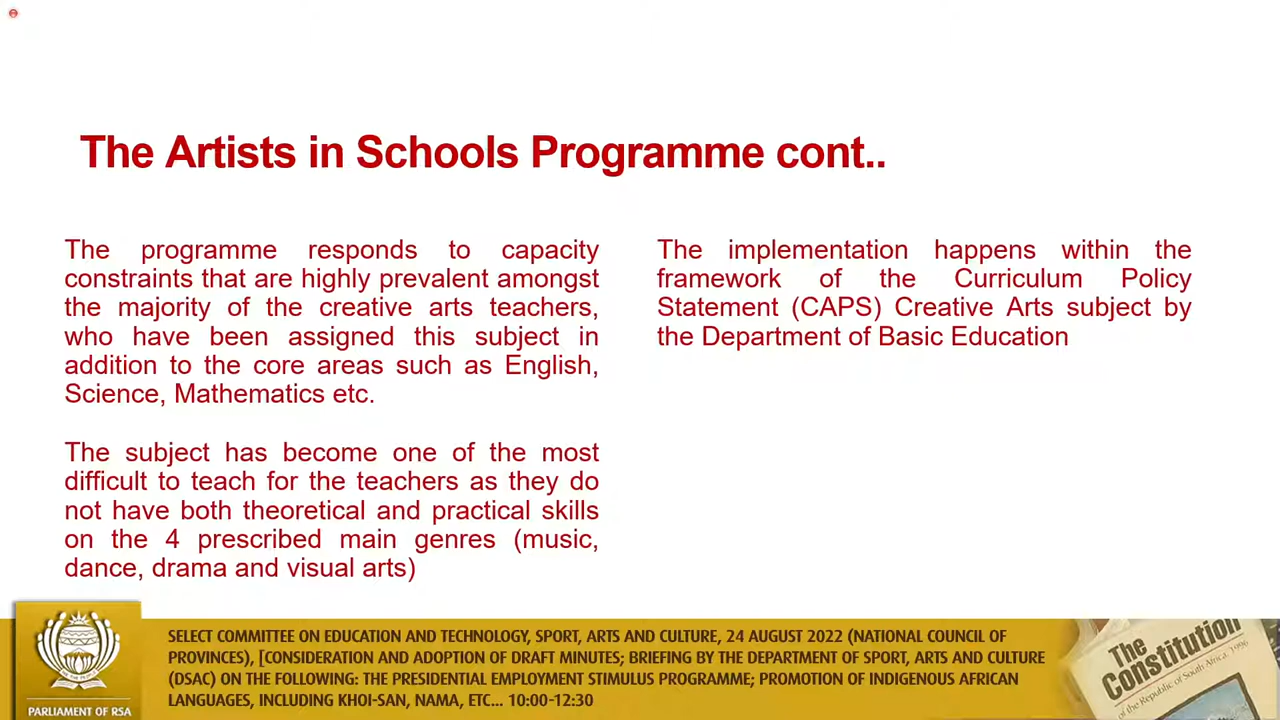 The Artists in Schools Programme cont..
The programme responds to capacity
constraints that are highly prevalent amongst
the majority of the creative arts teachers,
who have been assigned this subject in
addition to the core areas such as English,
Science, Mathematics etc.
The subject has become one of the most
difficult to teach for the teachers as they do
not have both theoretical and practical skills
on the 4 prescribed main genres (music,
dance, drama and visual arts)
The implementation happens within the
framework of the Curriculum Policy
Statement (CAPS) Creative Arts subject by
the Department of Basic Education
SELECT COMMITTEE ON EDUCATION AND TECHNOLOGY, SPORT, ARTS AND CULTURE, 24 AUGUST 2022 (NATIONAL COUNCIL OF
PROVINCES), [CONSIDERATION AND ADOPTION OF DRAFT MINUTES; BRIEFING BY THE DEPARTMENT OF SPORT, ARTS AND CULTURE
(DSAC) ON THE FOLLOWING: THE PRESIDENTIAL EMPLOYMENT STIMULUS PROGRAMME; PROMOTION OF INDIGENOUS AFRICAN
LANGUAGES, INCLUDING KHOI-SAN, NAMA, ETC... 10:00-12:30
PARLIAMENT OF RSA
The
Constitution
of the Republic of South Africa, 1996